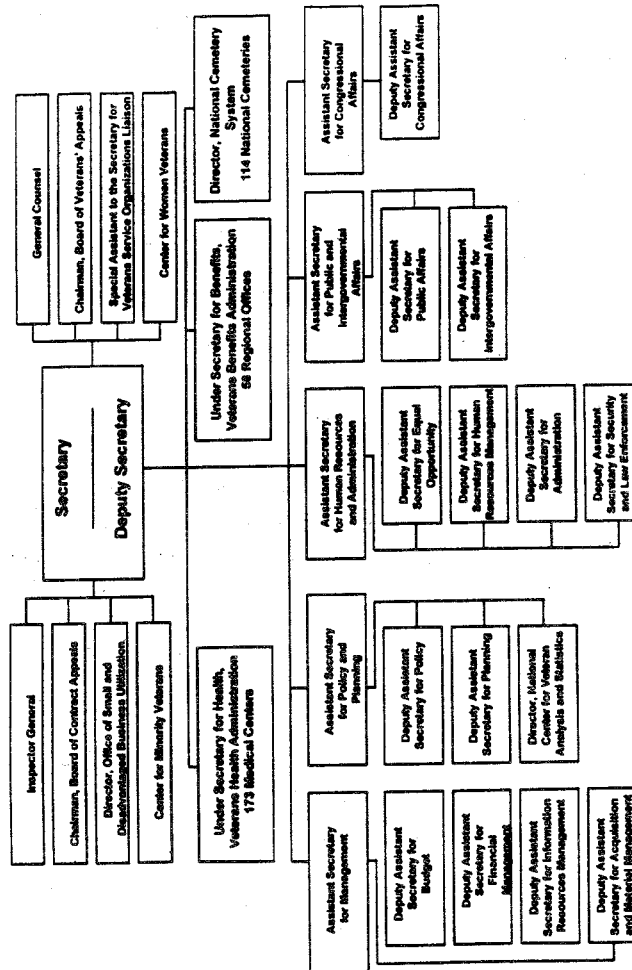 Secretary
Deputy Secretary
Inspector General
Chairman, Board of Contract Appeals
Director, Office of Small and
Disadvantaged Business Utilization
Center for Minority Veterans
General Counsel
Chairman, Board of Veterans' Appeals
Special Assistant to the Secretary for
Veterans Service Organizations Liaison
Center for Women Veterans
Under Secretary for Health,
Veterans Health Administration
173 Medical Centers
Under Secretary for Benefits,
Veterans Benefits Administration
58 Regional Offices
Director, National Cemetery
System
114 National Cemeteries
Assistant Secretary
for Management
Deputy Assistant
Secretary for
Budget
Deputy Assistant
Secretary for
Financial
Management
Deputy Assistant
Secretary for Information
Resources Management
Deputy Assistant
Secretary for Acquisition
and Material Management
Assistant Secretary
for Policy and
Planning
Deputy Assistant
Secretary for Policy
Deputy Assistant
Secretary for Planning
Director, National
Center for Veteran
Analysis and Statistics
Assistant Secretary
for Human Resources
and Administration
Deputy Assistant
Secretary for Equal
Opportunity
Deputy Assistant
Secretary for Human
Resources Management
Deputy Assistant
Secretary for
Administration
Deputy Assistant
Secretary for Security
and Law Enforcement
Assistant Secretary
for Public and
Intergovernmental
Affairs
Deputy Assistant
Secretary for
Public Affairs
Deputy Assistant
Secretary for
Intergovernmental Affairs
Assistant Secretary
for Congressional
Affairs
Deputy Assistant
Secretary for
Congressional Affairs